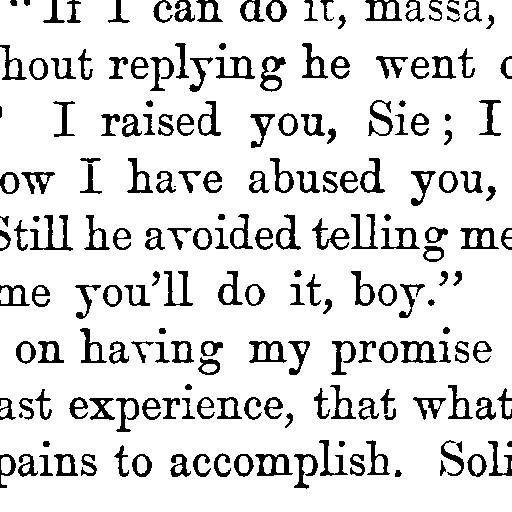 "If I can do it, massa,
hout replying he went
I raised you, Sie; I
ow I have abused you,
Still he avoided telling me
me you'll do it, boy."
on having my promise
ast experience, that what
pains to accomplish. Soli